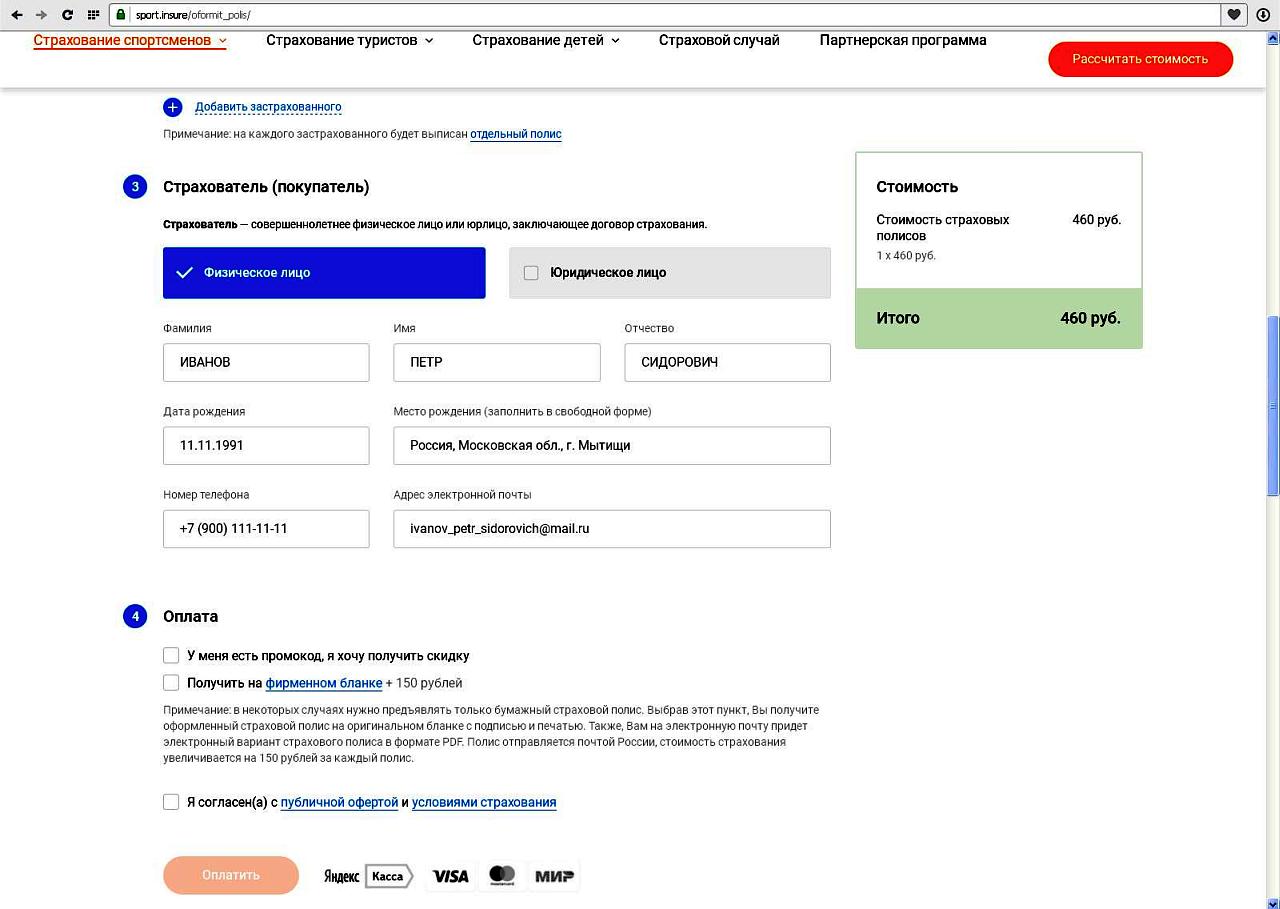 sport.insure/oformit_polis/
Страхование спортсменов Страхование туристов Страхование детей Страховой случай Партнерская программа
Рассчитать стоимость
Добавить застрахованного
Примечание: на каждого застрахованного будет выписан отдельный полис
3 Страхователь (покупатель)
Страхователь — совершеннолетнее физическое лицо или юрлицо, заключающее договор страхования.
Физическое лицо Юридическое лицо
Фамилия Имя Отчество
ИВАНОВ ПЕТР СИДОРОВИЧ
Дата рождения Место рождения (заполнить в свободной форме)
11.11.1991 Россия, Московская обл., г. Мытищи
Номер телефона Адрес электронной почты
+7 (900) 111-11-11 ivanov_petr_sidorovich@mail.ru
Стоимость
Стоимость страховых 460 руб.
полисов
1 x 460 руб.
Итого 460 руб.
4 Оплата
У меня есть промокод, я хочу получить скидку
Получить на фирменном бланке + 150 рублей
Примечание: в некоторых случаях нужно предъявлять только бумажный страховой полис. Выбрав этот пункт, Вы получите
оформленный страховой полис на оригинальном бланке с подписью и печатью. Также, Вам на электронную почту придет
электронный вариант страхового полиса в формате PDF. Полис отправляется почтой России, стоимость страхования
увеличивается на 150 рублей за каждый полис.
Я согласен(а) с публичной офертой и условиями страхования
Оплатить Яндекс Касса VISA mastercard МИР